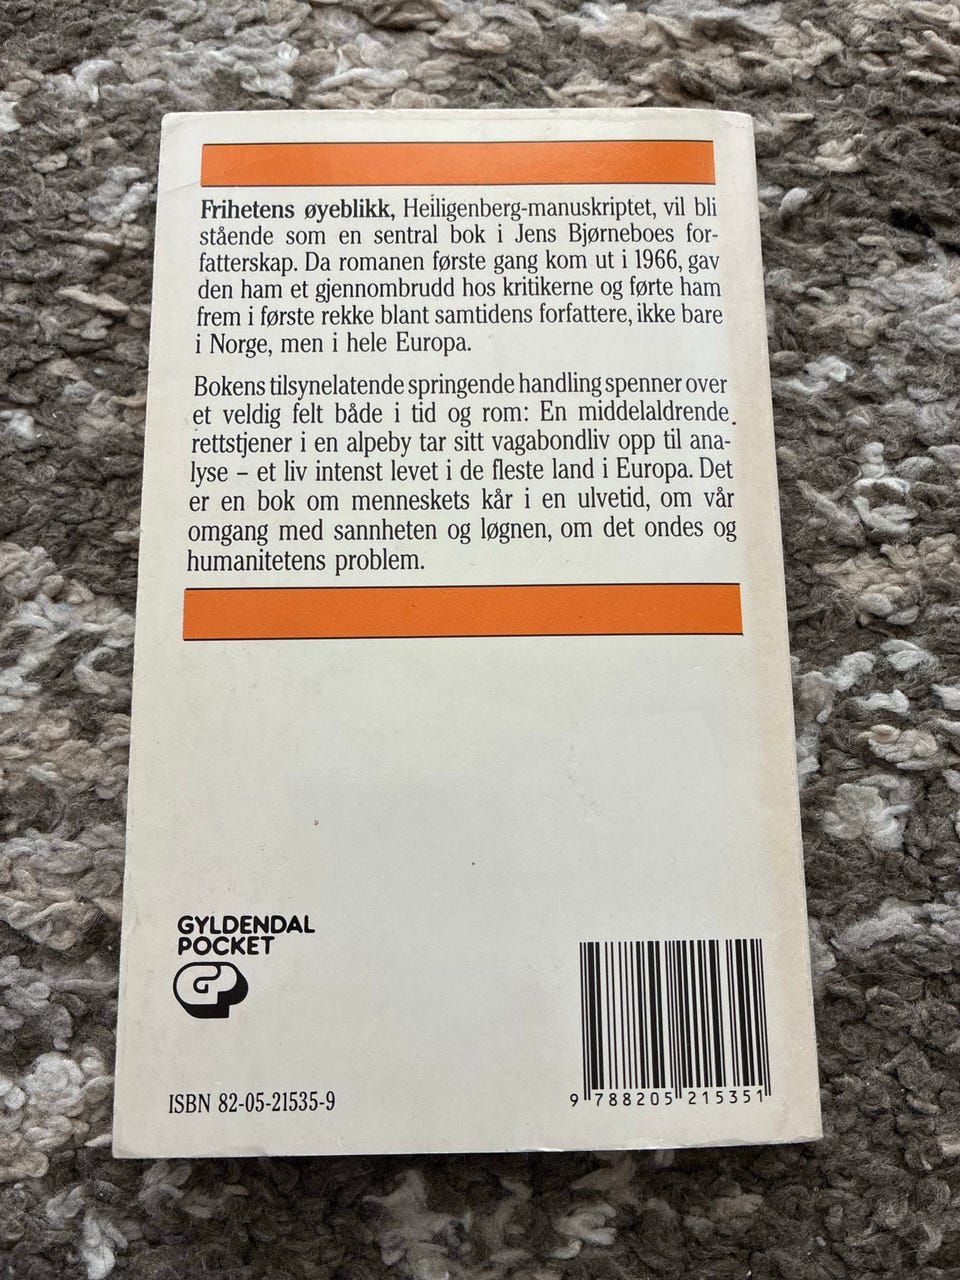 Frihetens øyeblikk, Heiligenberg-manuskriptet, vil bli
stående som en sentral bok i Jens Bjørneboes for-
fatterskap. Da romanen første gang kom ut i 1966, gav
den ham et gjennombrudd hos kritikerne og førte ham
frem i første rekke blant samtidens forfattere, ikke bare
i Norge, men i hele Europa.
Bokens tilsynelatende springende handling spenner over
et veldig felt både i tid og rom: En middelaldrende
rettstjener i en alpeby tar sitt vagabondliv opp til ana-
lyse – et liv intenst levet i de fleste land i Europa. Det
er en bok om menneskets kår i en ulvetid, om vår
omgang med sannheten og løgnen, om det ondes og
humanitetens problem.
GYLDENDAL
POCKET
GP
ISBN 82-05-21535-9
9 788205 215351